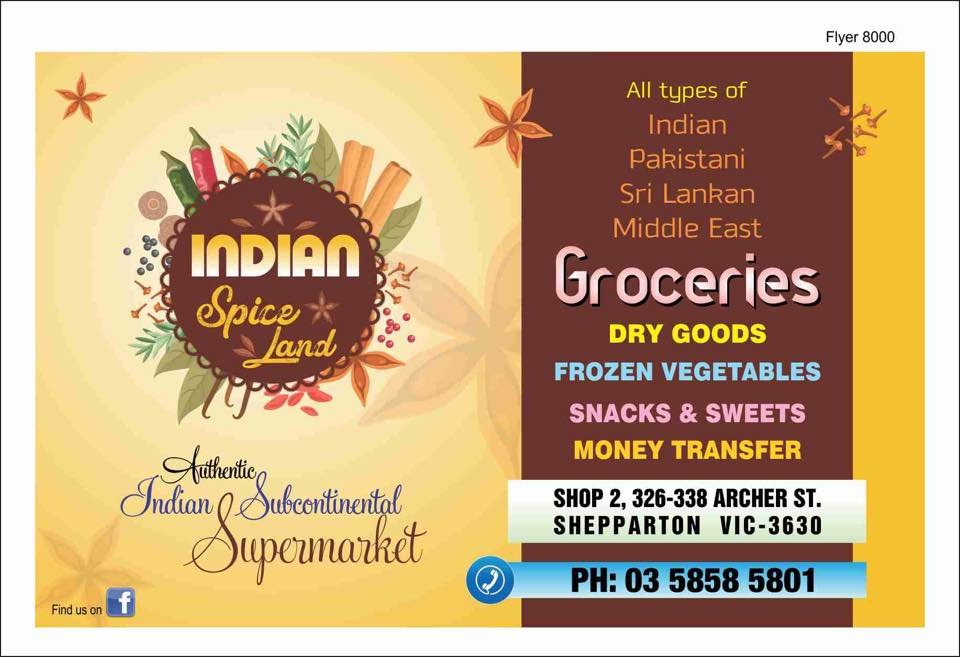 Flyer 8000
INDIAN
Spice
Land
Authentic
Indian Subcontinental
Supermarket
Find us on f
All types of
Indian
Pakistani
Sri Lankan
Middle East
Groceries
DRY GOODS
FROZEN VEGETABLES
SNACKS & SWEETS
MONEY TRANSFER
SHOP 2, 326-338 ARCHER ST.
SHEPPARTON VIC-3630
PH: 03 5858 5801